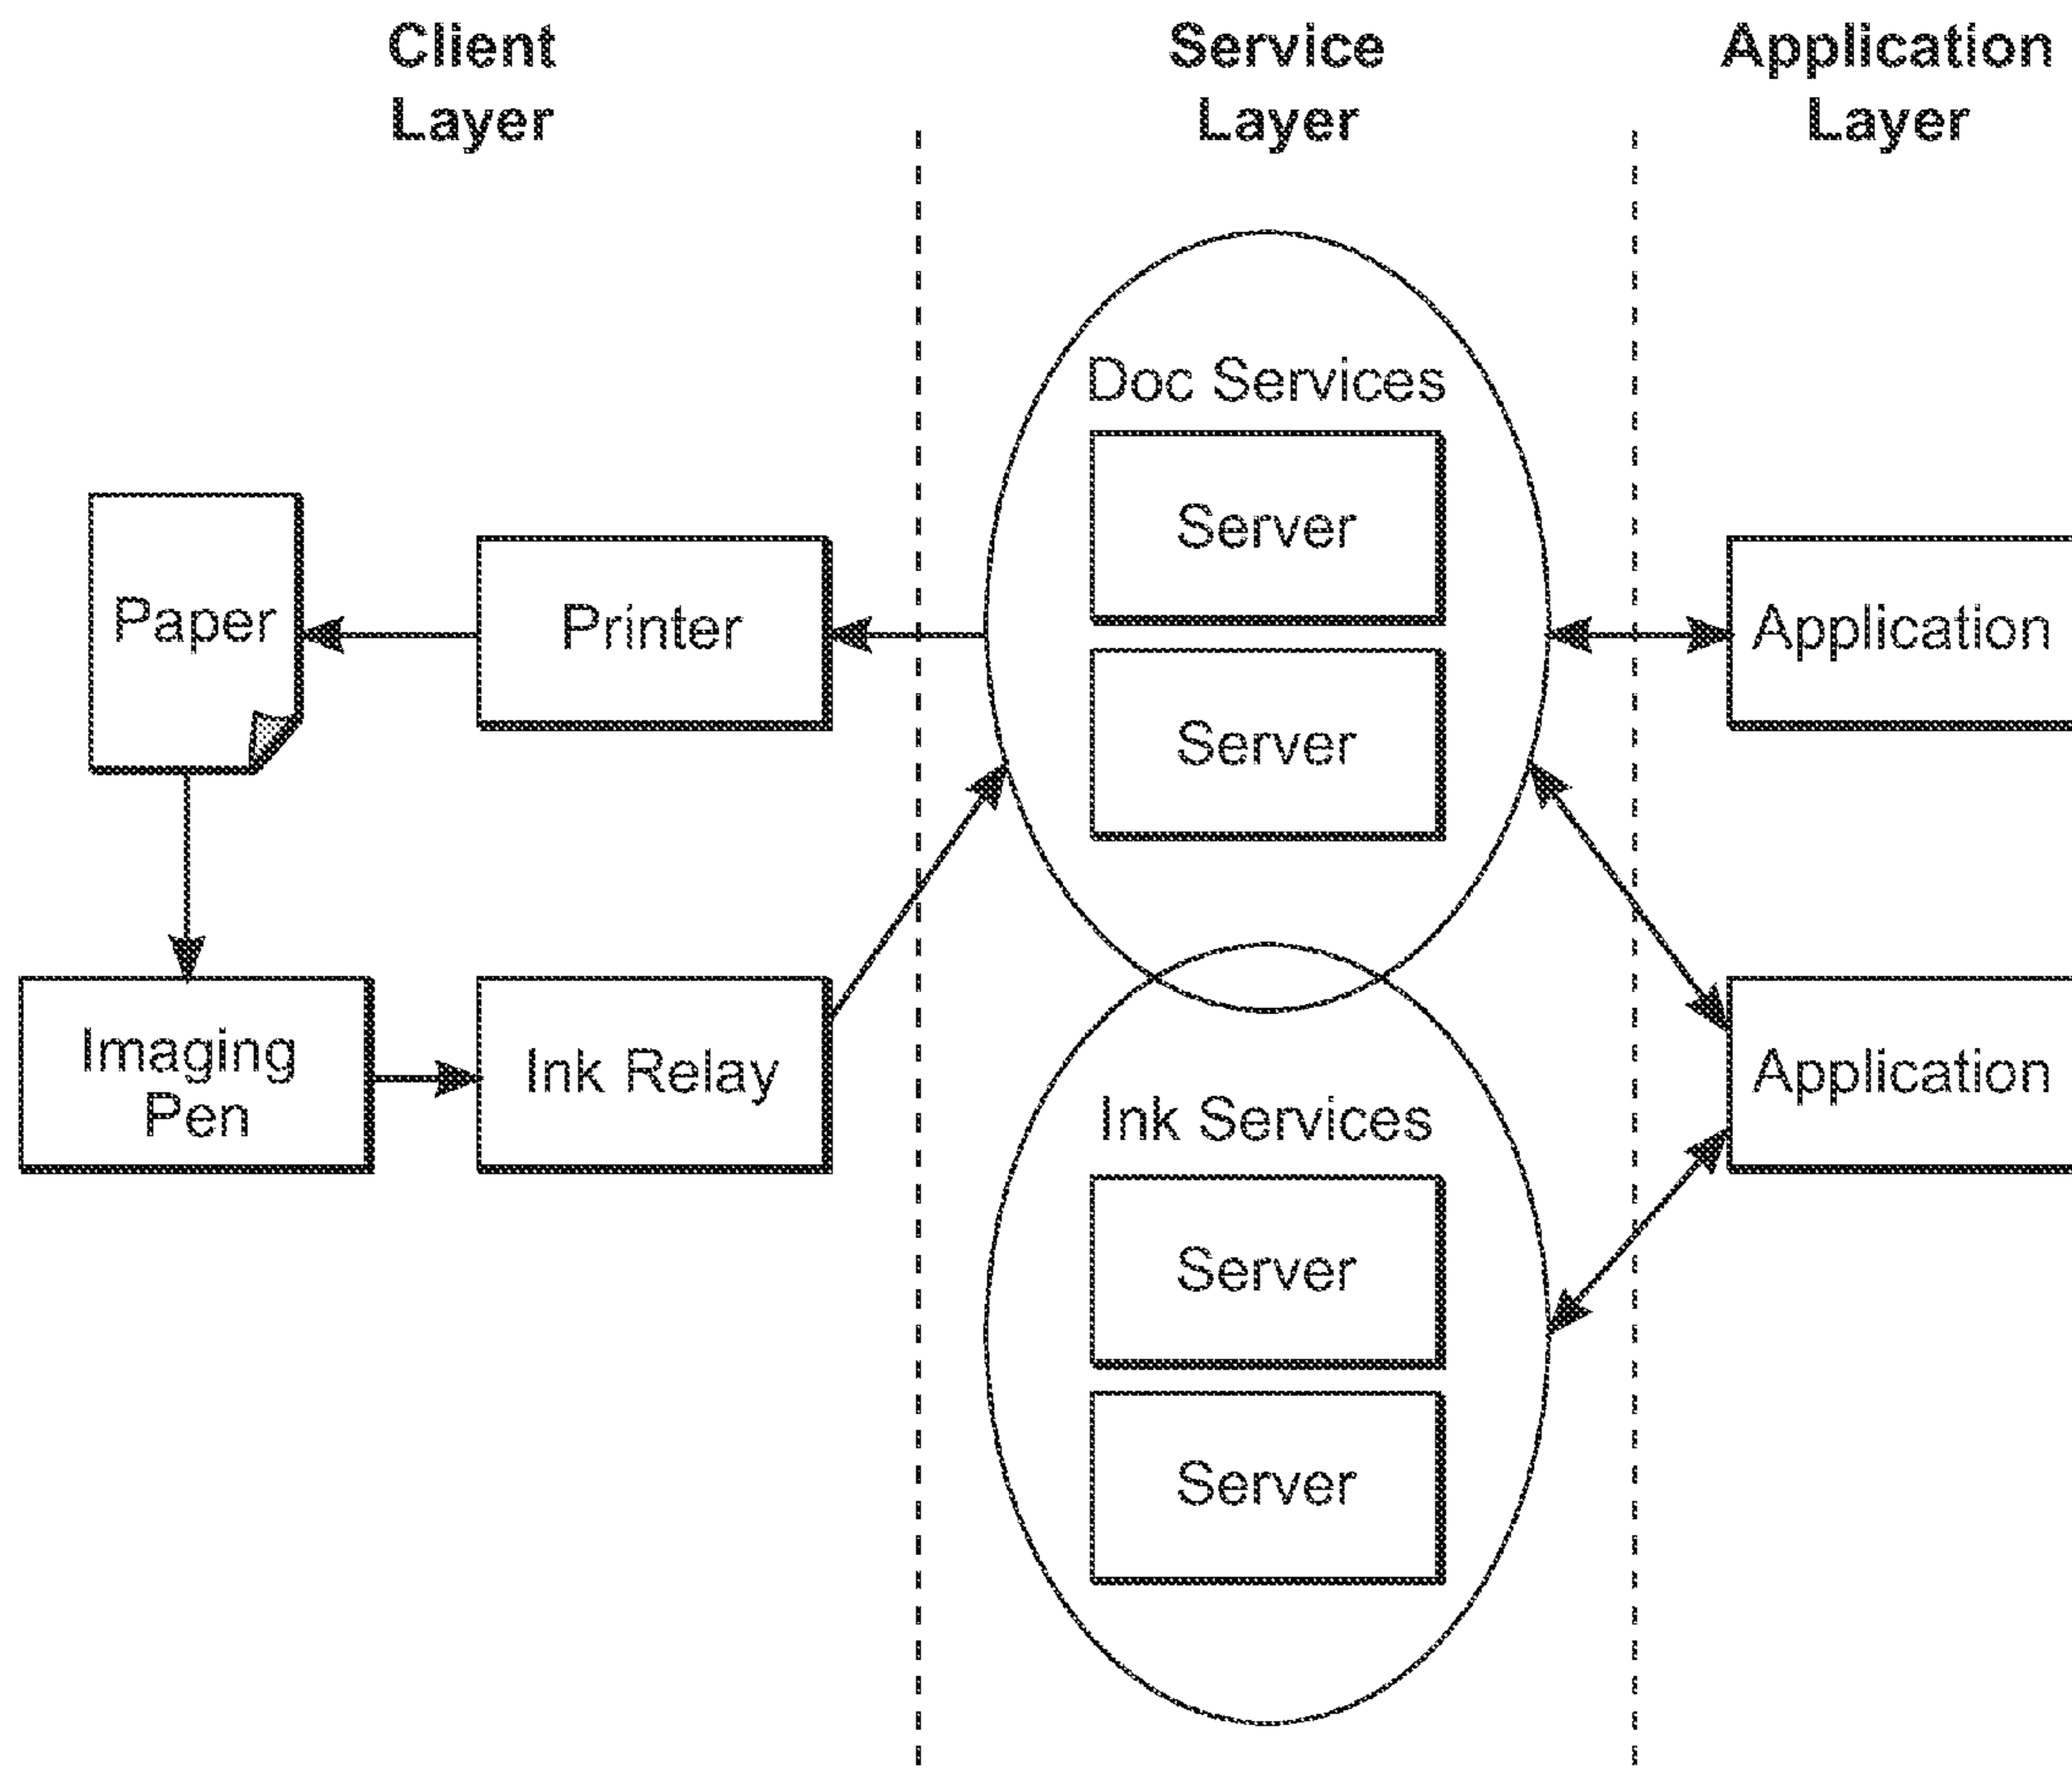 Client
Layer
Service
Layer
Application
Layer
Doc Services
Server
Server
Paper
Printer
Application
Imaging
Pen
Ink Relay
Application
Ink Services
Server
Server